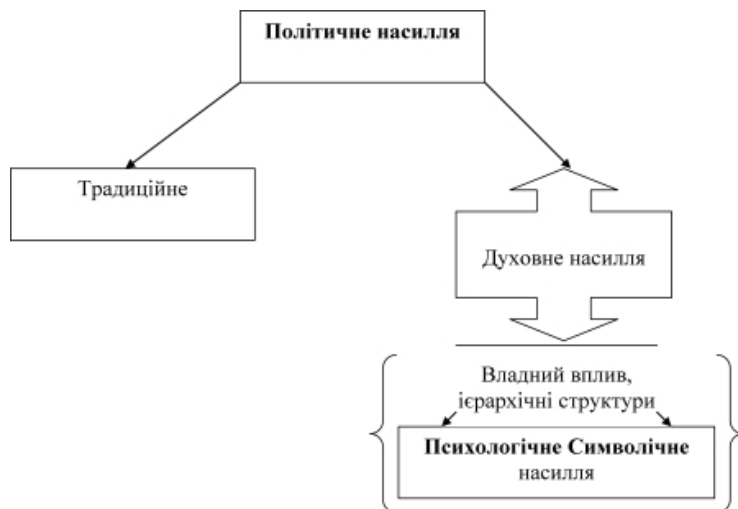 Політичне насилля
Традиційне
Духовне насилля
Владний вплив,
ієрархічні структури
Психологічне Символічне
насилля